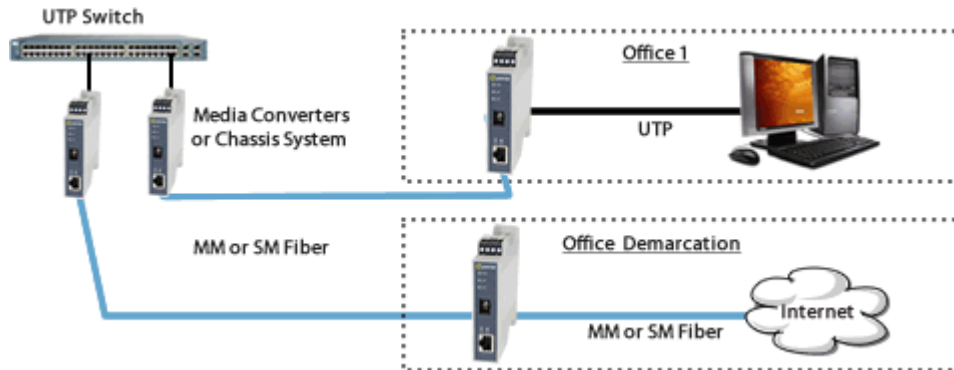 UTP Switch
Office 1
Media Converters
or Chassis System
UTP
MM or SM Fiber
Office Demarcation
Internet
MM or SM Fiber